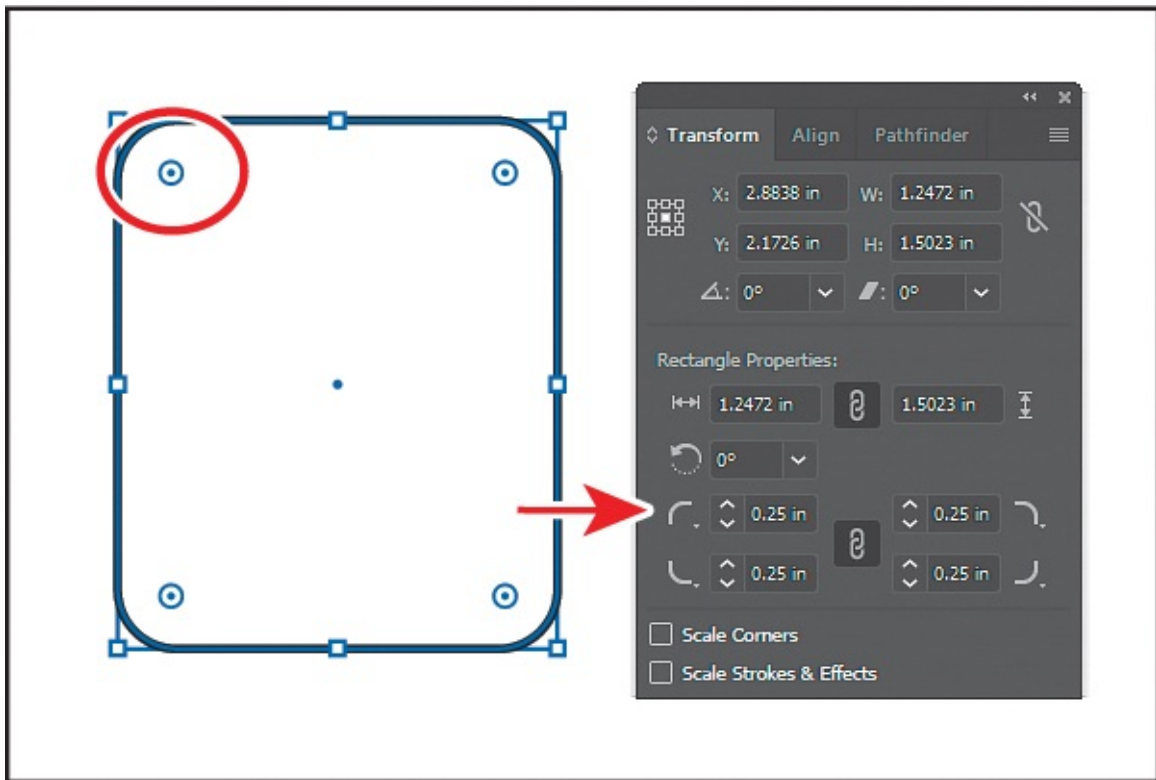 Transform Align Pathfinder
X: 2.8838 in W: 1.2472 in
Y: 2.1726 in H: 1.5023 in
: 0° : 0°
Rectangle Properties:
1.2472 in 1.5023 in
0°
0.25 in 0.25 in
0.25 in 0.25 in
Scale Corners
Scale Strokes & Effects